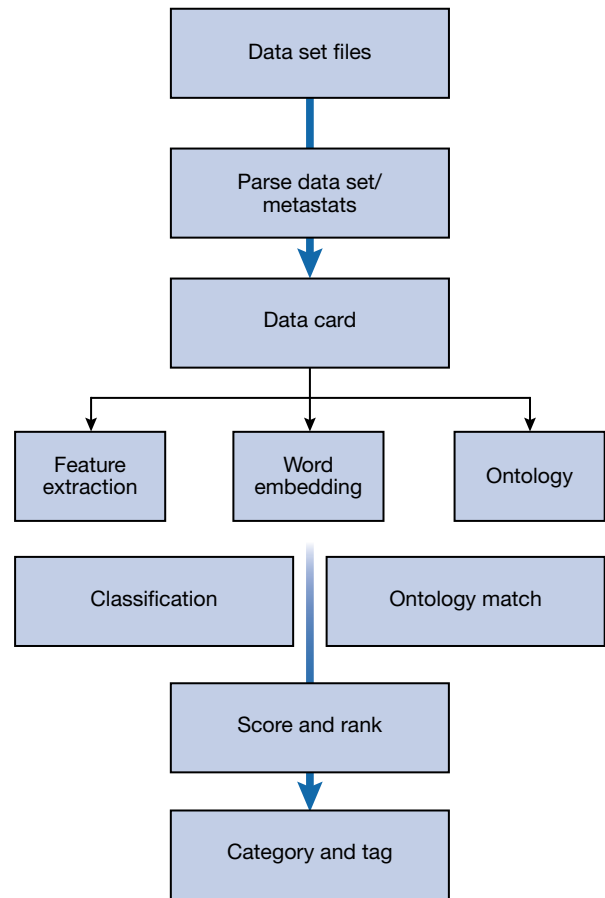 Data set files
Parse data set/
metastats
Data card
Feature
extraction
Word
embedding
Ontology
Classification
Ontology match
Score and rank
Category and tag